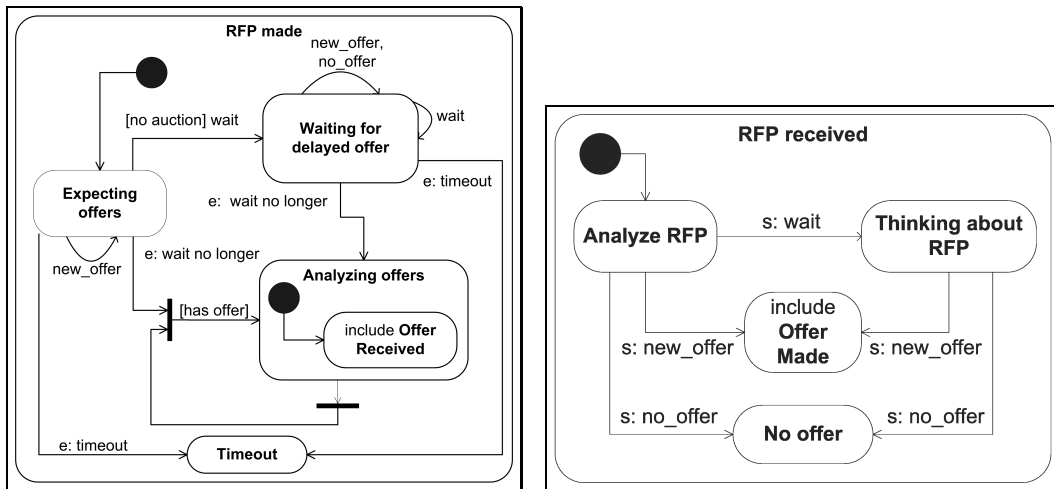 RFP made
new_offer,
no_offer
[no auction] wait
wait
Waiting for
delayed offer
e: timeout
Expecting
offers
e:  wait no longer
new_offer
e: wait no longer
Analyzing offers
[has offer]
include Offer
Received
e: timeout
Timeout
RFP received
Analyze RFP
s: wait
Thinking about
RFP
include
Offer
Made
s: new_offer
s: new_offer
s: no_offer
s: no_offer
No offer